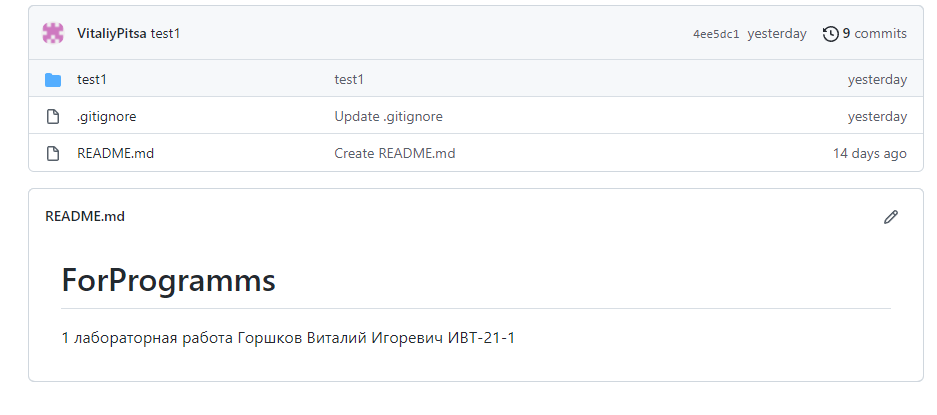 VitaliyPitsa test1 4ee5dc1 yesterday 9 commits
test1 test1 yesterday
.gitignore Update .gitignore yesterday
README.md Create README.md 14 days ago
README.md
ForProgramms
1 лабораторная работа Горшков Виталий Игоревич ИВТ-21-1